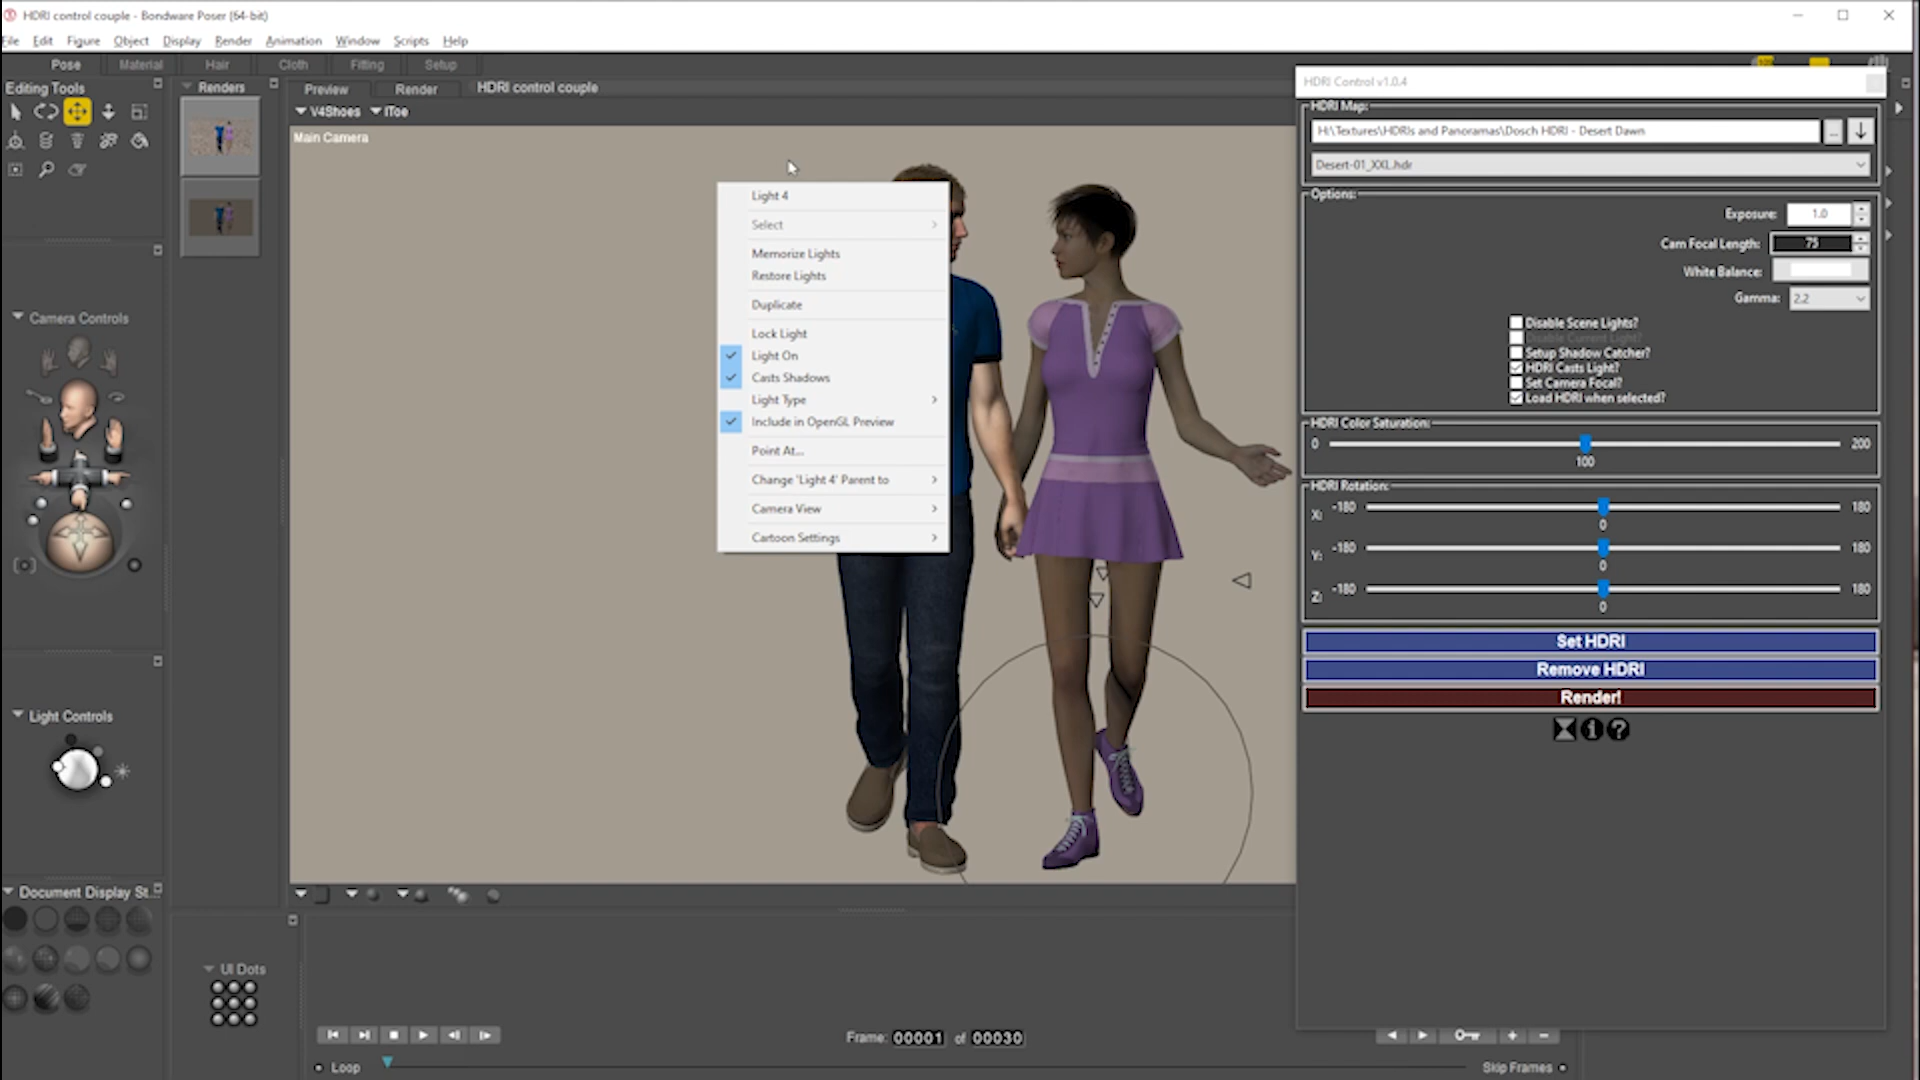 HDRI control couple - Bondware Poser (64-bit)
File Edit Figure Object Display Render Animation Window Scripts Help
Pose Material Hair Cloth Fitting Setup
Editing Tools
Renders
Preview Render HDRI control couple
V4Shoes lToe
Main Camera
Camera Controls
Light Controls
Document Display St...
UI Dots
Light 4
Select
Memorize Lights
Restore Lights
Duplicate
Lock Light
Light On
Casts Shadows
Light Type
Include in OpenGL Preview
Point At...
Change 'Light 4' Parent to
Camera View
Cartoon Settings
HDRI Control v1.0.4
HDRI Map:
H:\Textures\HDRIs and Panoramas\Dosch HDRI - Desert Dawn ...
Desert-01_XXL.hdr
Options:
Exposure: 1.0
Cam Focal Length: 75
White Balance:
Gamma: 2.2
Disable Scene Lights?
Disable Current Light?
Setup Shadow Catcher?
HDRI Casts Light?
Set Camera Focal?
Load HDRI when selected?
HDRI Color Saturation:
0 200
100
HDRI Rotation:
X: -180 180
0
Y: -180 180
0
Z: -180 180
0
Set HDRI
Remove HDRI
Render!
Frame: 00001 of 00030
Loop
Skip Frames